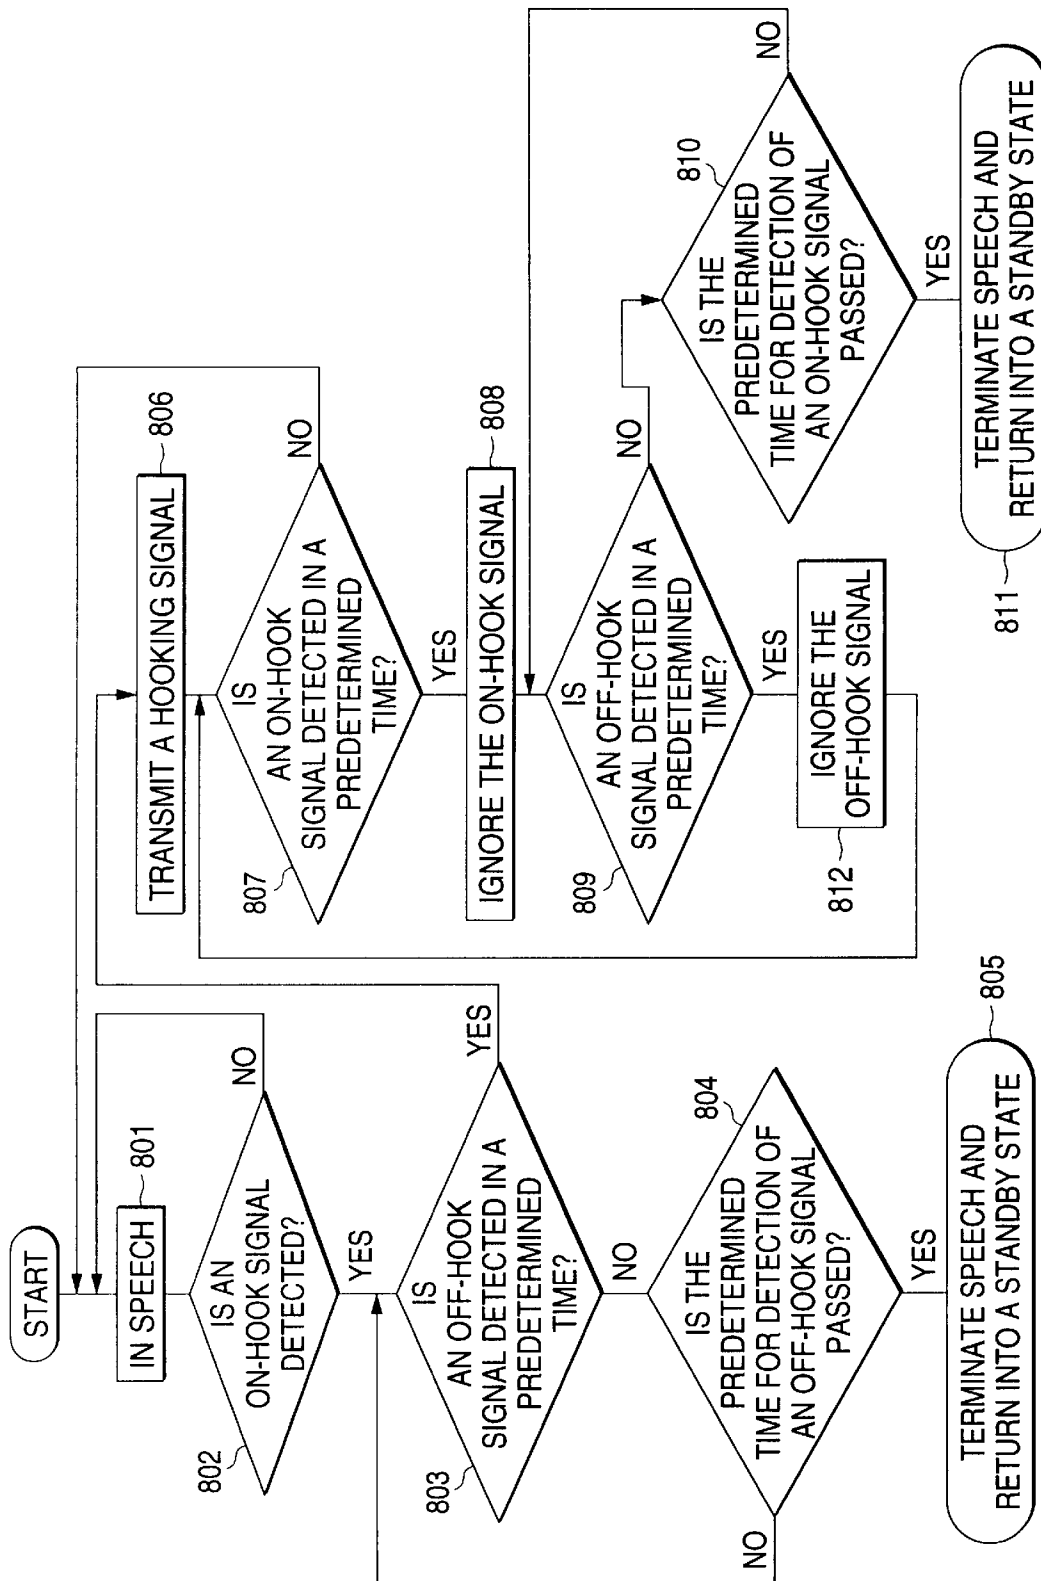 START
IN SPEECH
801
IS AN
ON-HOOK SIGNAL
DETECTED?
802
NO
YES
IS
AN OFF-HOOK
SIGNAL DETECTED IN A
PREDETERMINED
TIME?
803
YES
NO
IS THE
PREDETERMINED
TIME FOR DETECTION OF
AN OFF-HOOK SIGNAL
PASSED?
804
NO
YES
TERMINATE SPEECH AND
RETURN INTO A STANDBY STATE
805
TRANSMIT A HOOKING SIGNAL
806
IS
AN ON-HOOK
SIGNAL DETECTED IN A
PREDETERMINED
TIME?
807
NO
YES
IGNORE THE ON-HOOK SIGNAL
808
IS
AN OFF-HOOK
SIGNAL DETECTED IN A
PREDETERMINED
TIME?
809
NO
YES
IGNORE THE
OFF-HOOK SIGNAL
812
IS THE
PREDETERMINED
TIME FOR DETECTION OF
AN ON-HOOK SIGNAL
PASSED?
810
NO
YES
TERMINATE SPEECH AND
RETURN INTO A STANDBY STATE
811